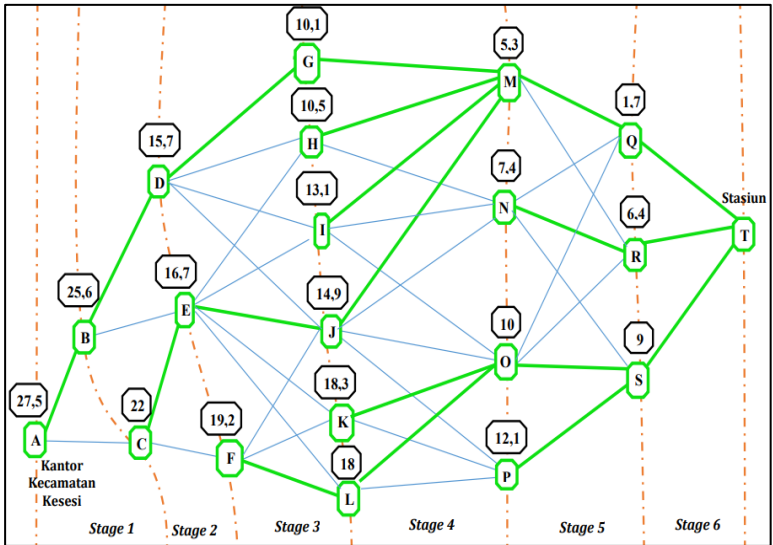 10,1
G
5,3
M
10,5
H
1,7
Q
15,7
D
13,1
I
7,4
N
Stasiun
T
6,4
R
16,7
E
25,6
B
14,9
J
10
O
9
S
27,5
A
Kantor
Kecamatan
Kesesi
22
C
19,2
F
18,3
K
18
L
12,1
P
Stage 1
Stage 2
Stage 3
Stage 4
Stage 5
Stage 6